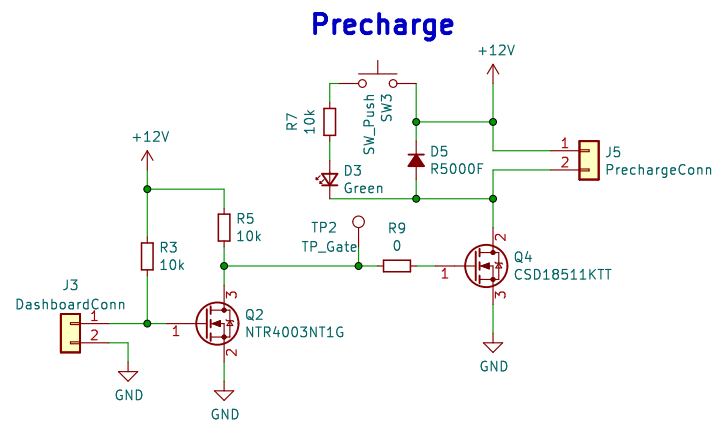 Precharge
+12V
SW_Push
SW3
R7
10k
D5
R5000F
1
2
J5
PrechargeConn
D3
Green
+12V
R5
10k
TP2
TP_Gate
R9
0
R3
10k
2
Q4
CSD18511KTT
1
3
J3
DashboardConn
1
2
3
Q2
NTR4003NT1G
1
2
GND
GND
GND